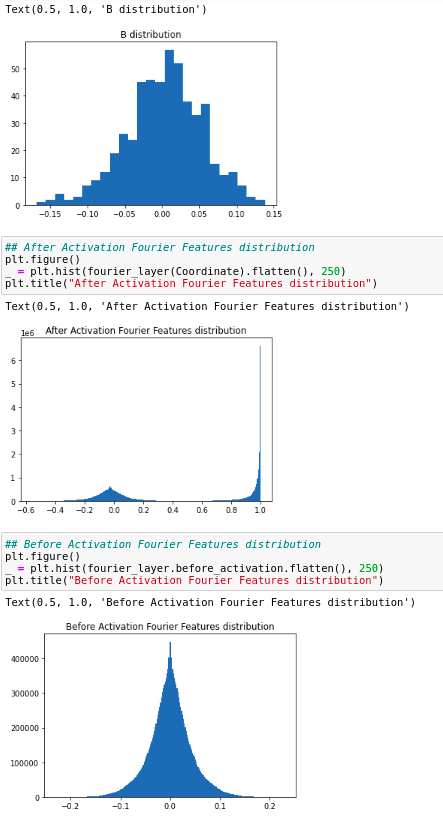 Text(0.5, 1.0, 'B distribution')
B distribution
50
40
30
20
10
0
−0.15 −0.10 −0.05 0.00 0.05 0.10 0.15
## After Activation Fourier Features distribution
plt.figure()
_ = plt.hist(fourier_layer(Coordinate).flatten(), 250)
plt.title("After Activation Fourier Features distribution")
Text(0.5, 1.0, 'After Activation Fourier Features distribution')
1e6 After Activation Fourier Features distribution
6
5
4
3
2
1
0
−0.6 −0.4 −0.2 0.0 0.2 0.4 0.6 0.8 1.0
## Before Activation Fourier Features distribution
plt.figure()
_ = plt.hist(fourier_layer.before_activation.flatten(), 250)
plt.title("Before Activation Fourier Features distribution")
Text(0.5, 1.0, 'Before Activation Fourier Features distribution')
Before Activation Fourier Features distribution
400000
300000
200000
100000
0
−0.2 −0.1 0.0 0.1 0.2